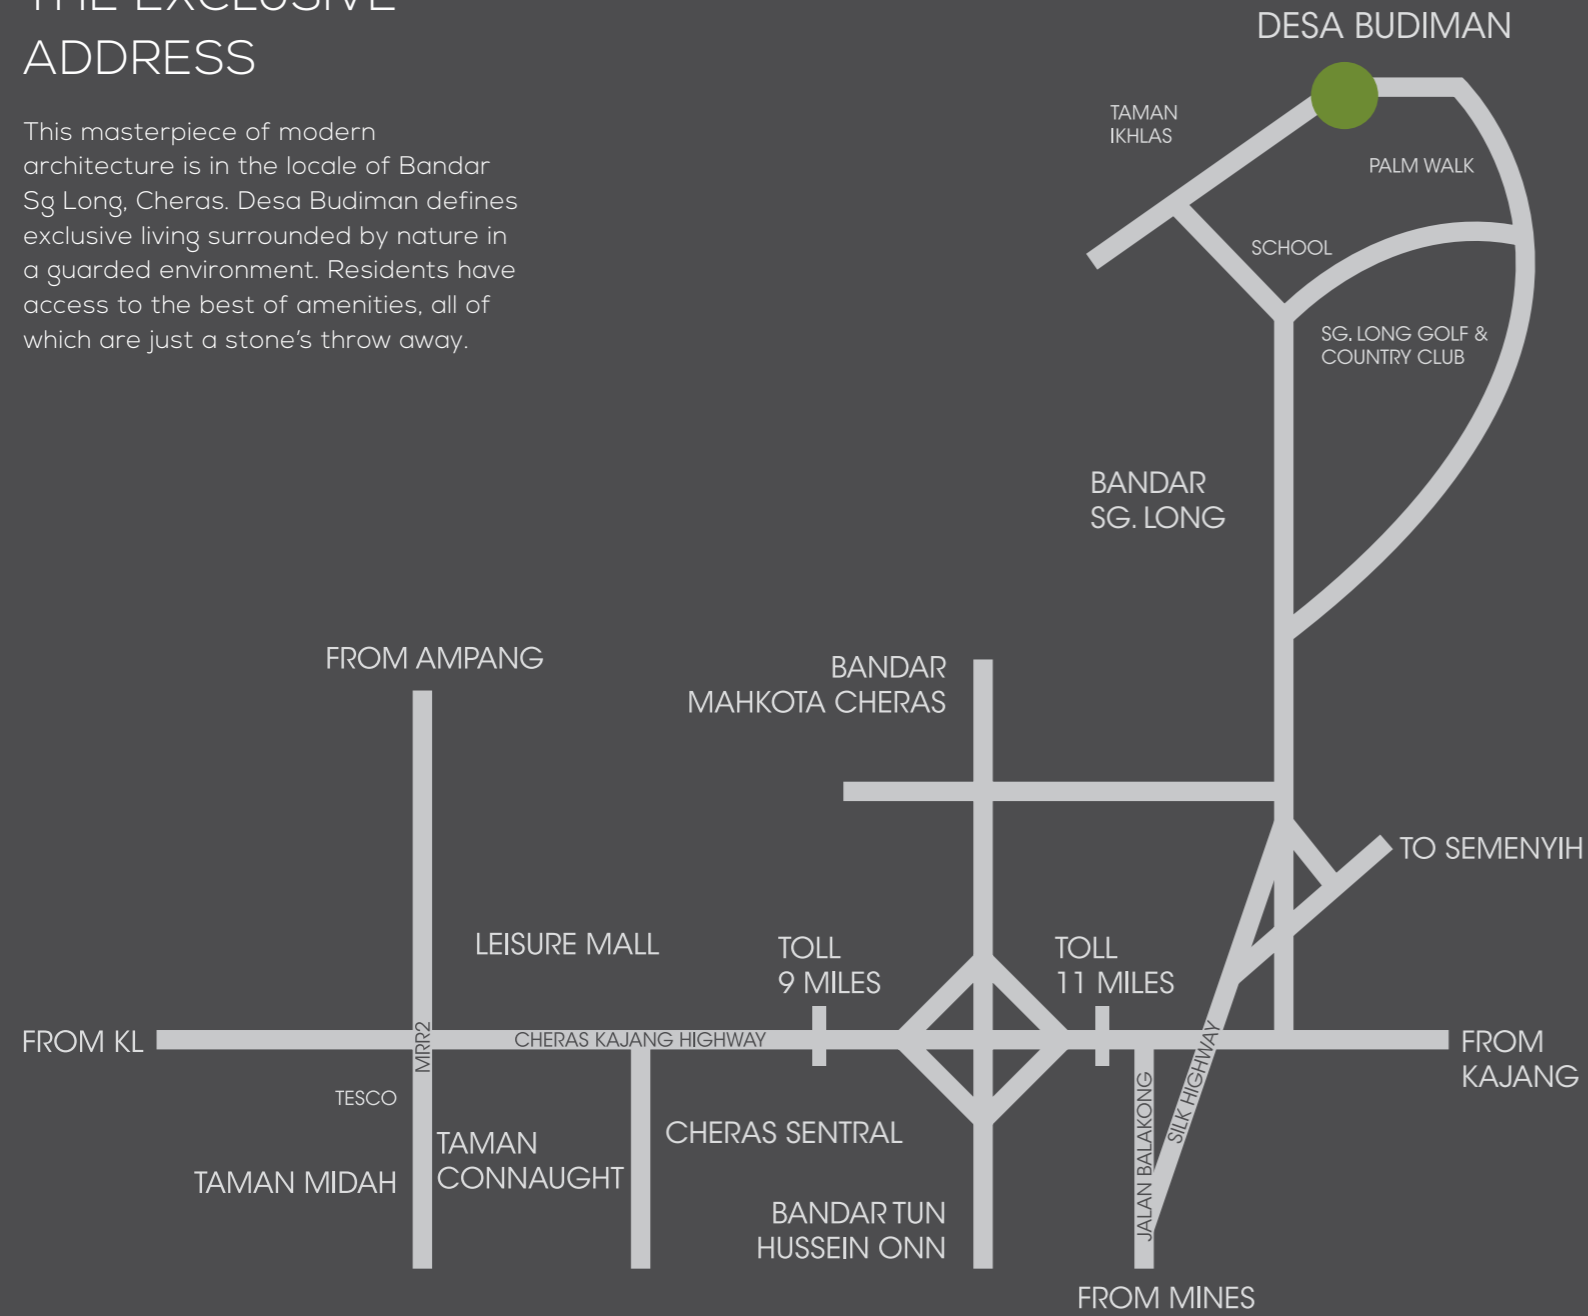 THE EXCLUSIVE
ADDRESS
This masterpiece of modern
architecture is in the locale of Bandar
Sg Long, Cheras. Desa Budiman defines
exclusive living surrounded by nature in
a guarded environment. Residents have
access to the best of amenities, all of
which are just a stone's throw away.
DESA BUDIMAN
TAMAN
IKHLAS
PALM WALK
SCHOOL
SG. LONG GOLF &
COUNTRY CLUB
BANDAR
SG. LONG
FROM AMPANG
BANDAR
MAHKOTA CHERAS
TO SEMENYIH
LEISURE MALL
TOLL
9 MILES
TOLL
11 MILES
FROM KL
MRR2
CHERAS KAJANG HIGHWAY
FROM
KAJANG
TESCO
TAMAN MIDAH
TAMAN
CONNAUGHT
CHERAS SENTRAL
BANDAR TUN
HUSSEIN ONN
JALAN BALAKONG
SILK HIGHWAY
FROM MINES